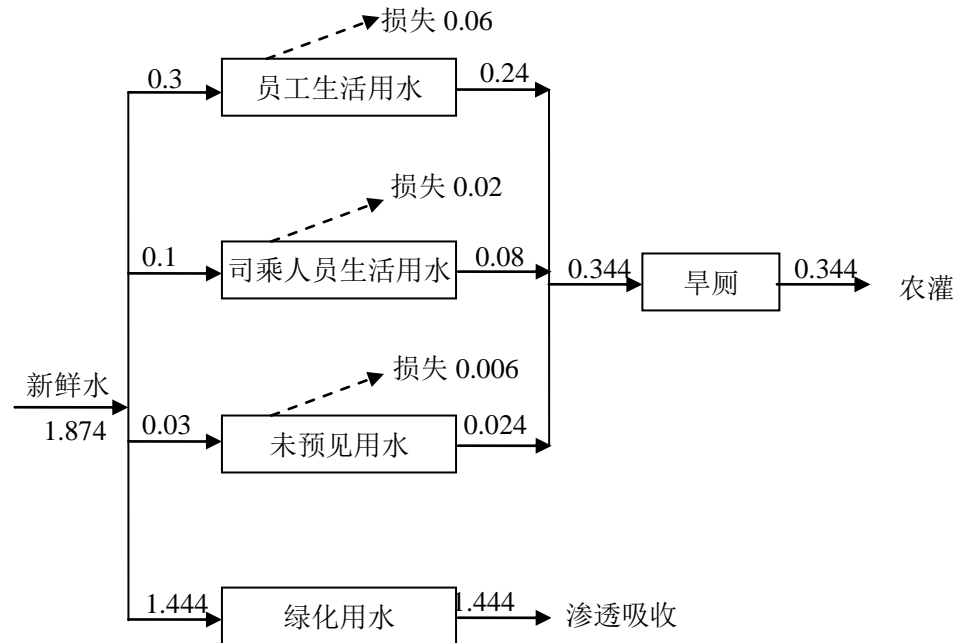 损失 0.06
0.3
员工生活用水
0.24
损失 0.02
0.1
司乘人员生活用水
0.08
0.344
旱厕
0.344
农灌
损失 0.006
新鲜水
1.874
0.03
未预见用水
0.024
1.444
绿化用水
1.444
渗透吸收